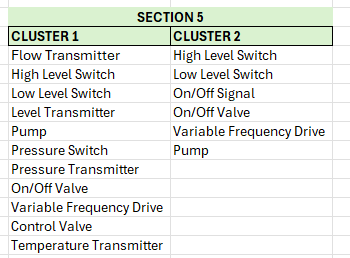 SECTION 5
CLUSTER 1 CLUSTER 2
Flow Transmitter High Level Switch
High Level Switch Low Level Switch
Low Level Switch On/Off Signal
Level Transmitter On/Off Valve
Pump Variable Frequency Drive
Pressure Switch Pump
Pressure Transmitter
On/Off Valve
Variable Frequency Drive
Control Valve
Temperature Transmitter